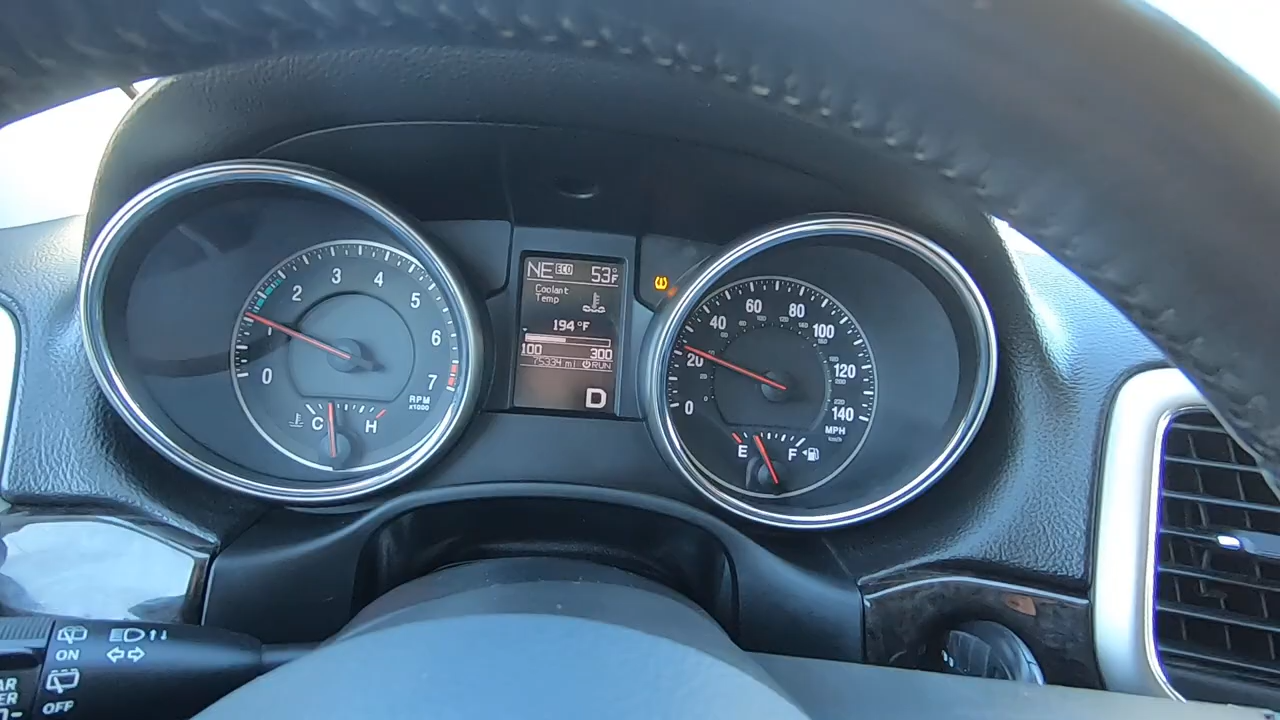 NE ECO 53°F
Coolant
Temp
194 °F
100 300
75334 mi RUN
D
0 1 2 3 4 5 6 7
RPM
x1000
C H
0 20 40 60 80 100 120 140
MPH
km/h
E F
ON
OFF